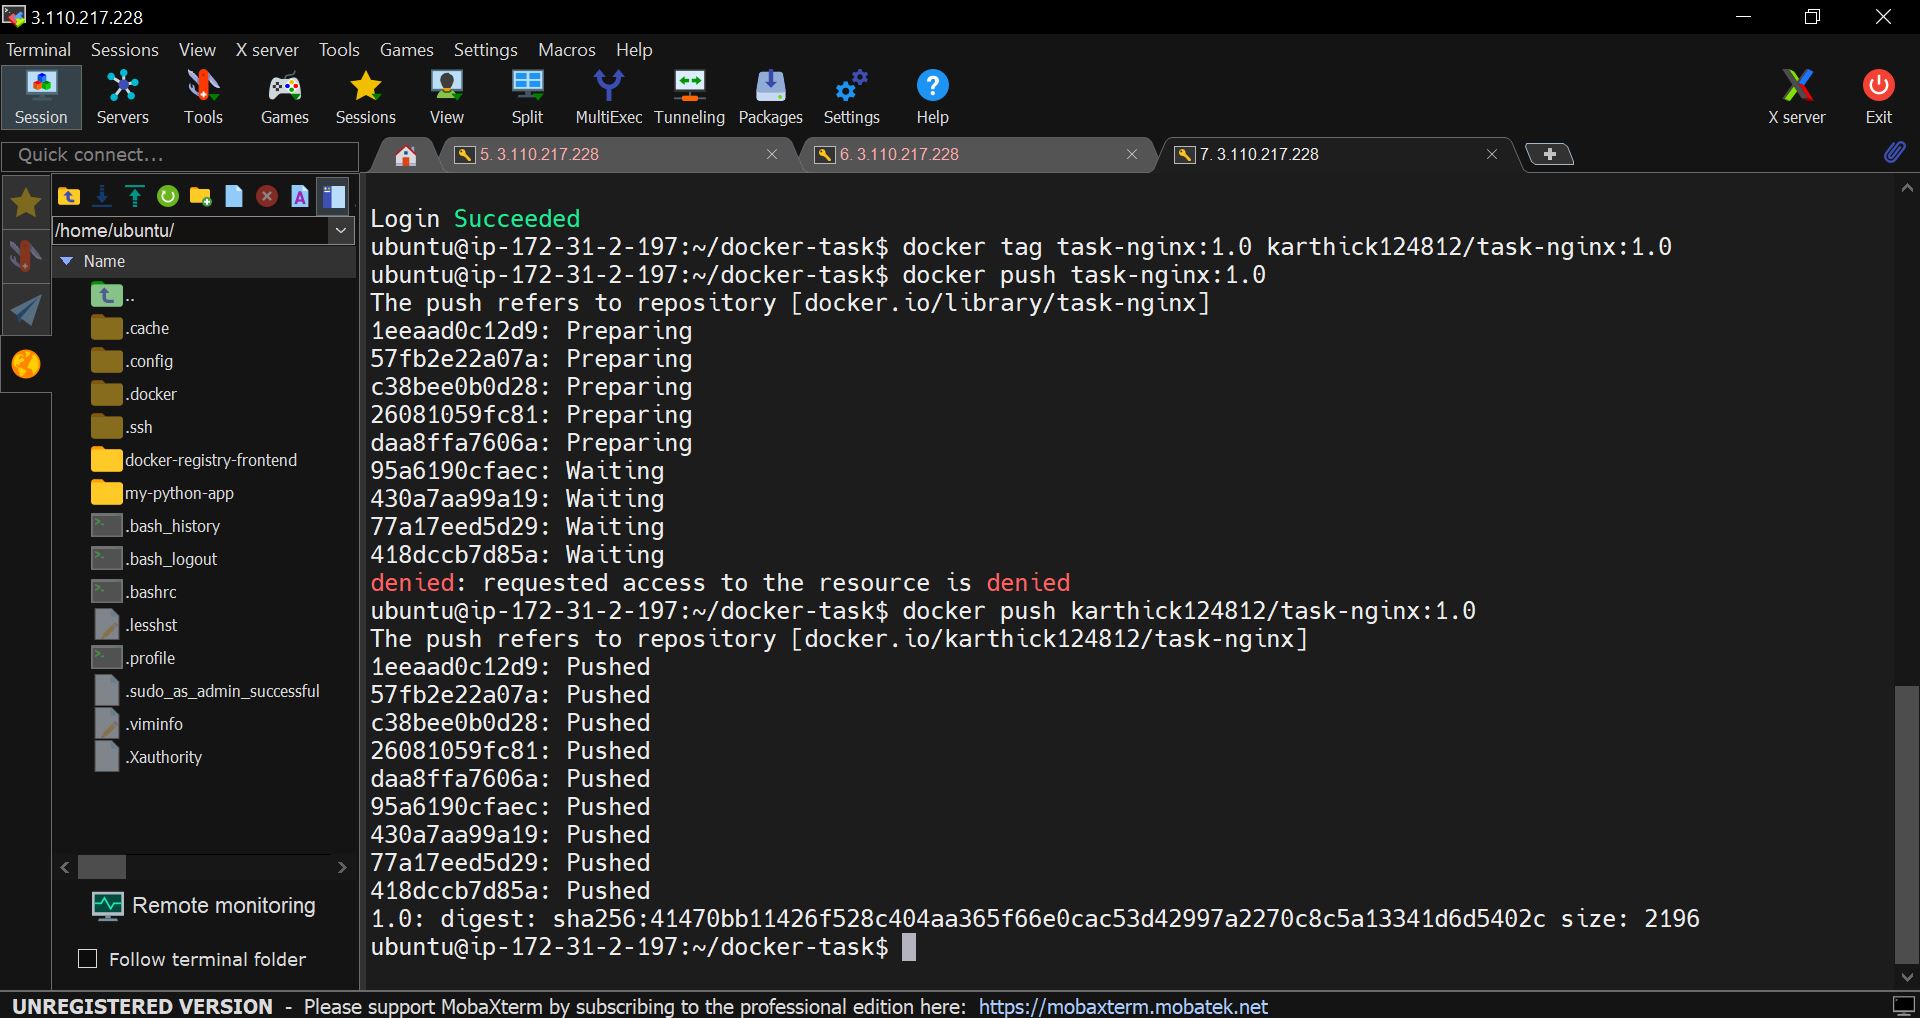 3.110.217.228
Terminal Sessions View X server Tools Games Settings Macros Help
Session Servers Tools Games Sessions View Split MultiExec Tunneling Packages Settings Help X server Exit
Quick connect...
5. 3.110.217.228
6. 3.110.217.228
7. 3.110.217.228
/home/ubuntu/
Name
..
.cache
.config
.docker
.ssh
docker-registry-frontend
my-python-app
.bash_history
.bash_logout
.bashrc
.lesshst
.profile
.sudo_as_admin_successful
.viminfo
.Xauthority
Remote monitoring
Follow terminal folder
Login Succeeded
ubuntu@ip-172-31-2-197:~/docker-task$ docker tag task-nginx:1.0 karthick124812/task-nginx:1.0
ubuntu@ip-172-31-2-197:~/docker-task$ docker push task-nginx:1.0
The push refers to repository [docker.io/library/task-nginx]
1eeaad0c12d9: Preparing
57fb2e22a07a: Preparing
c38bee0b0d28: Preparing
26081059fc81: Preparing
daa8ffa7606a: Preparing
95a6190cfaec: Waiting
430a7aa99a19: Waiting
77a17eed5d29: Waiting
418dccb7d85a: Waiting
denied: requested access to the resource is denied
ubuntu@ip-172-31-2-197:~/docker-task$ docker push karthick124812/task-nginx:1.0
The push refers to repository [docker.io/karthick124812/task-nginx]
1eeaad0c12d9: Pushed
57fb2e22a07a: Pushed
c38bee0b0d28: Pushed
26081059fc81: Pushed
daa8ffa7606a: Pushed
95a6190cfaec: Pushed
430a7aa99a19: Pushed
77a17eed5d29: Pushed
418dccb7d85a: Pushed
1.0: digest: sha256:41470bb11426f528c404aa365f66e0cac53d42997a2270c8c5a13341d6d5402c size: 2196
ubuntu@ip-172-31-2-197:~/docker-task$
UNREGISTERED VERSION - Please support MobaXterm by subscribing to the professional edition here: https://mobaxterm.mobatek.net